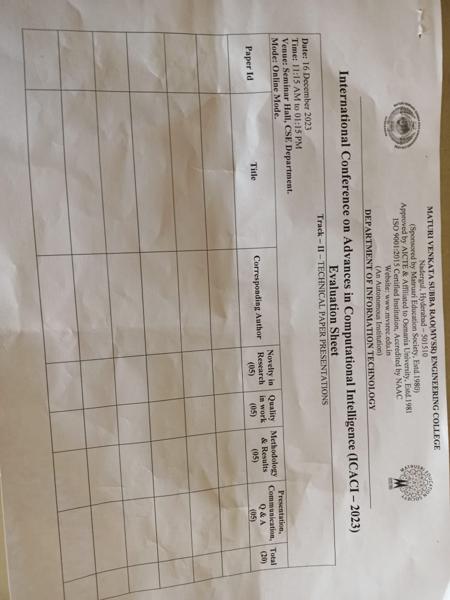 MATURI VENKATA SUBBA RAO(MVSR) ENGINEERING COLLEGE
(Sponsored by Matrusri Education Society, Estd.1980)
Nadergul, Hyderabad – 501510
Approved by AICTE & Affiliated to Osmania University, Estd.1981
ISO 9001:2015 Certified Institution, Accredited by NAAC
Website: www.mvsrec.edu.in
(An Autonomous Institution)
DEPARTMENT OF INFORMATION TECHNOLOGY
International Conference on Advances in Computational Intelligence (ICACI – 2023)
Evaluation Sheet
Track – II – TECHNICAL PAPER PRESENTATIONS
Date: 16 December 2023
Time: 11:15 AM to 01:15 PM
Venue: Seminar Hall, CSE Department.
Mode: Online Mode.
Paper Id
Title
Corresponding Author
Novelty in
Research
(05)
Quality
in work
(05)
Methodology
& Results
(05)
Presentation,
Communication,
Q & A
(05)
Total
(20)